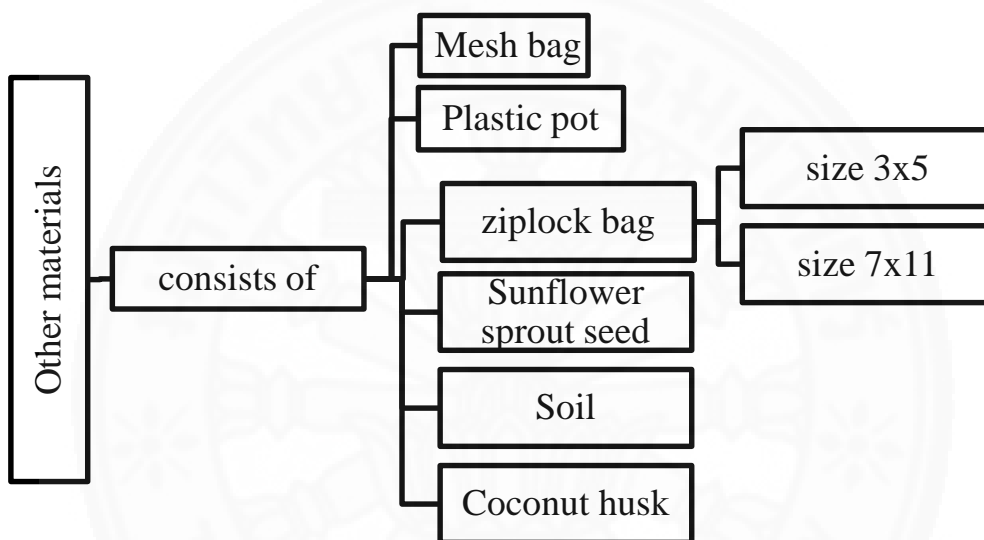 Other materials
consists of
Mesh bag
Plastic pot
ziplock bag
size 3x5
size 7x11
Sunflower
sprout seed
Soil
Coconut husk